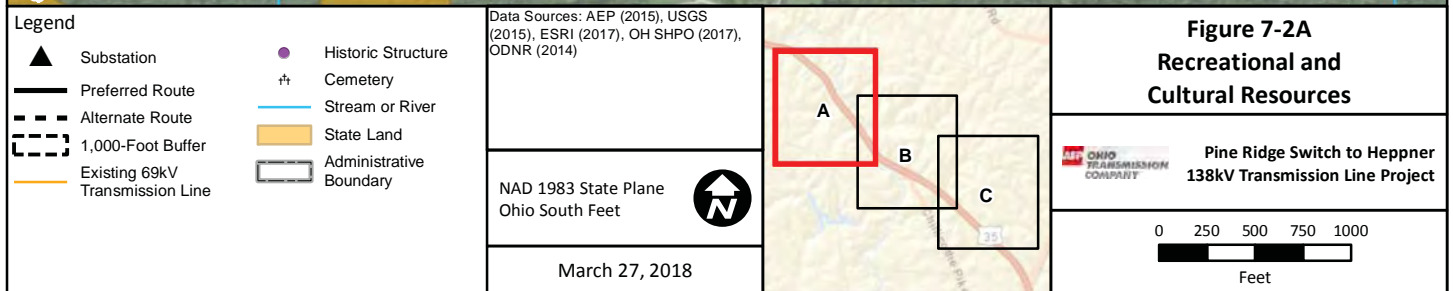 Legend
Substation
Preferred Route
Alternate Route
1,000-Foot Buffer
Existing 69kV
Transmission Line
Historic Structure
Cemetery
Stream or River
State Land
Administrative
Boundary
Data Sources: AEP (2015), USGS
(2015), ESRI (2017), OH SHPO (2017),
ODNR (2014)
NAD 1983 State Plane
Ohio South Feet
N
March 27, 2018
Rd
A
B
C
35
Figure 7-2A
Recreational and
Cultural Resources
AEP OHIO
TRANSMISSION
COMPANY
Pine Ridge Switch to Heppner
138kV Transmission Line Project
0 250 500 750 1000
Feet